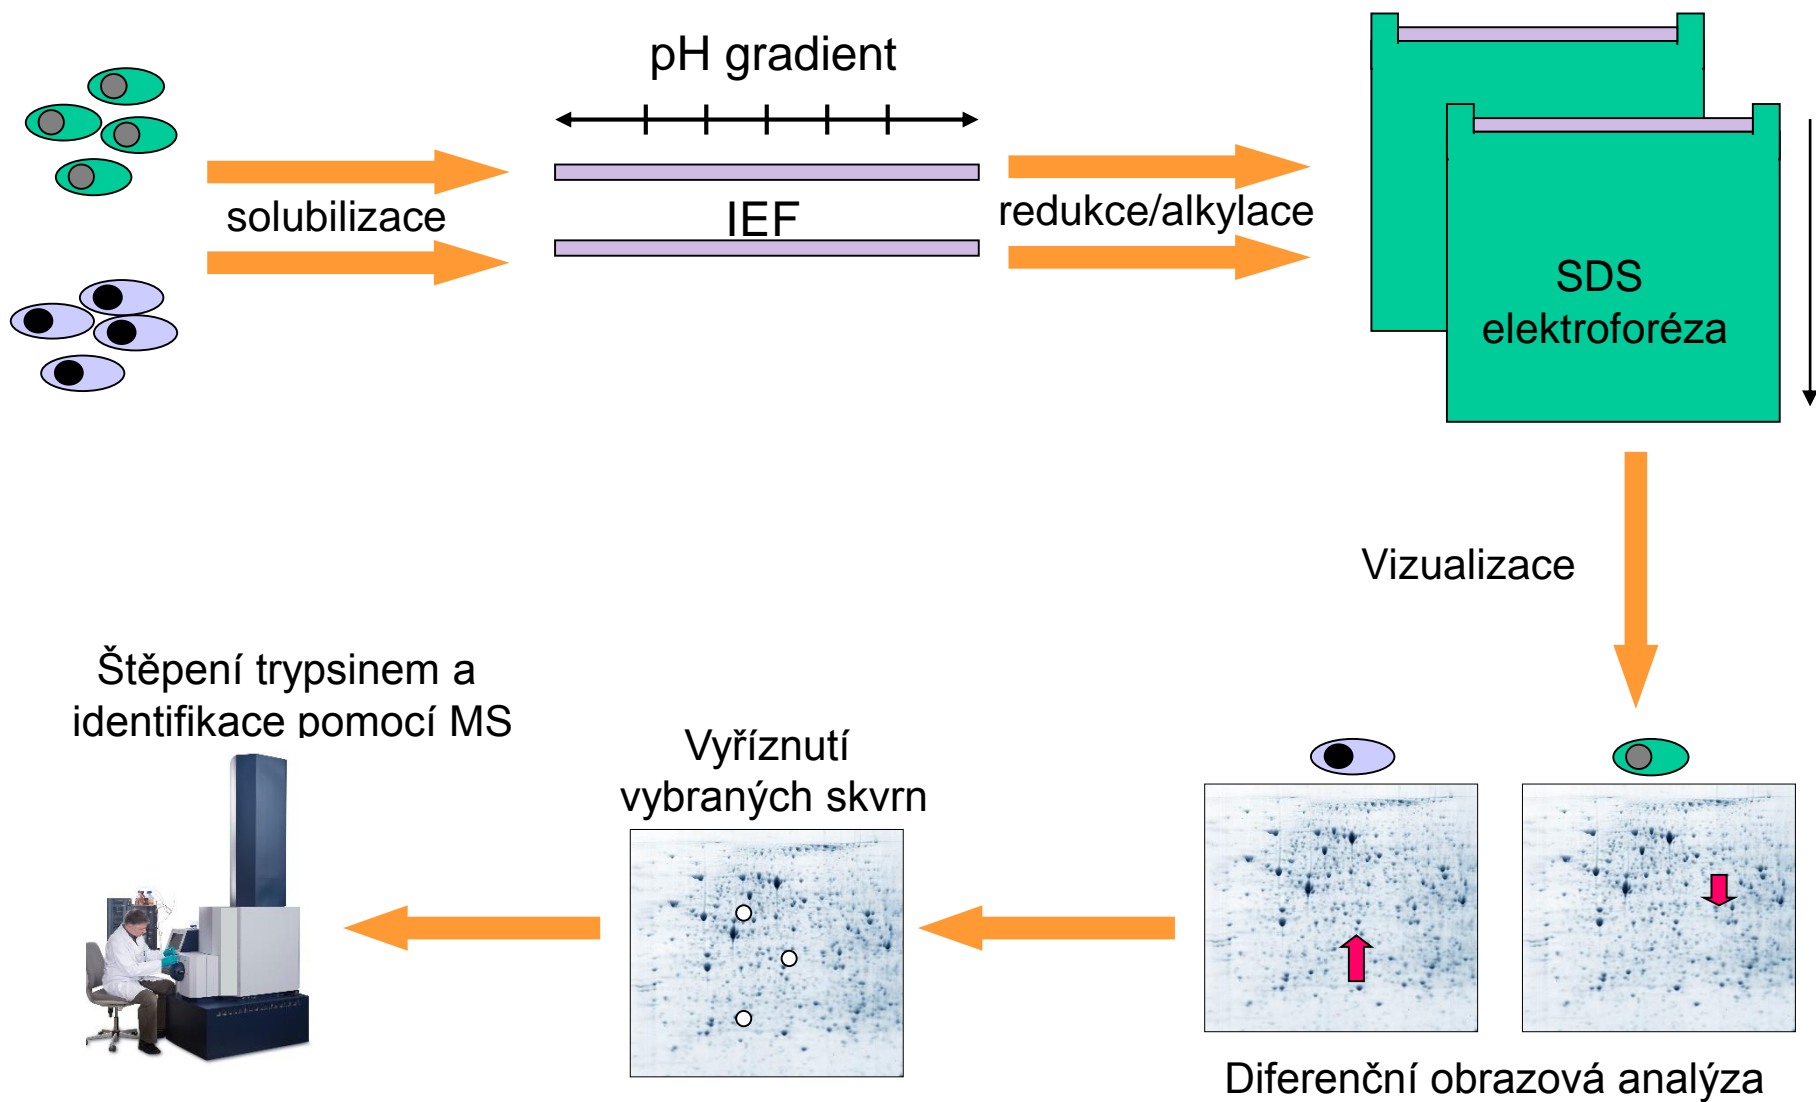 pH gradient
solubilizace
IEF
redukce/alkylace
SDS
elektroforéza
Vizualizace
Štěpení trypsinem a
identifikace pomocí MS
Vyříznutí
vybraných skvrn
Diferenční obrazová analýza